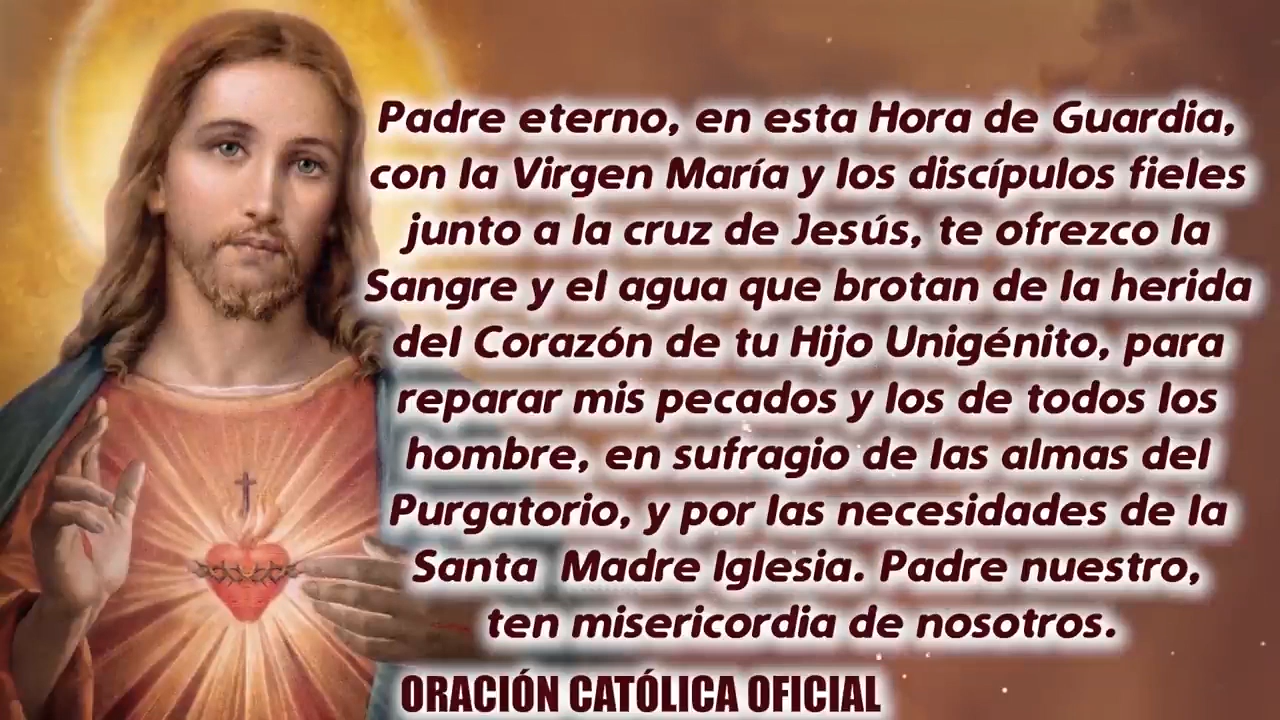 Padre eterno, en esta Hora de Guardia,
con la Virgen María y los discípulos fieles
junto a la cruz de Jesús, te ofrezco la
Sangre y el agua que brotan de la herida
del Corazón de tu Hijo Unigénito, para
reparar mis pecados y los de todos los
hombre, en sufragio de las almas del
Purgatorio, y por las necesidades de la
Santa  Madre Iglesia. Padre nuestro,
ten misericordia de nosotros.
ORACIÓN CATÓLICA OFICIAL